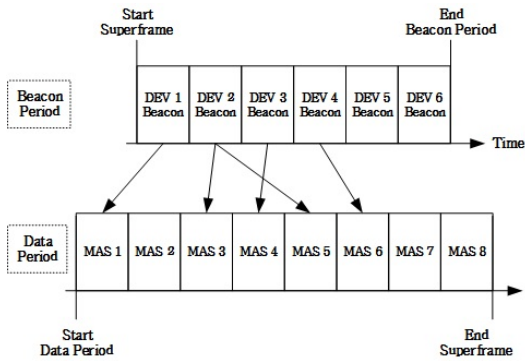 Start
Superframe
End
Beacon Period
Beacon
Period
DEV 1
Beacon
DEV 2
Beacon
DEV 3
Beacon
DEV 4
Beacon
DEV 5
Beacon
DEV 6
Beacon
Time
Data
Period
MAS 1
MAS 2
MAS 3
MAS 4
MAS 5
MAS 6
MAS 7
MAS 8
Start
Data Period
End
Superframe